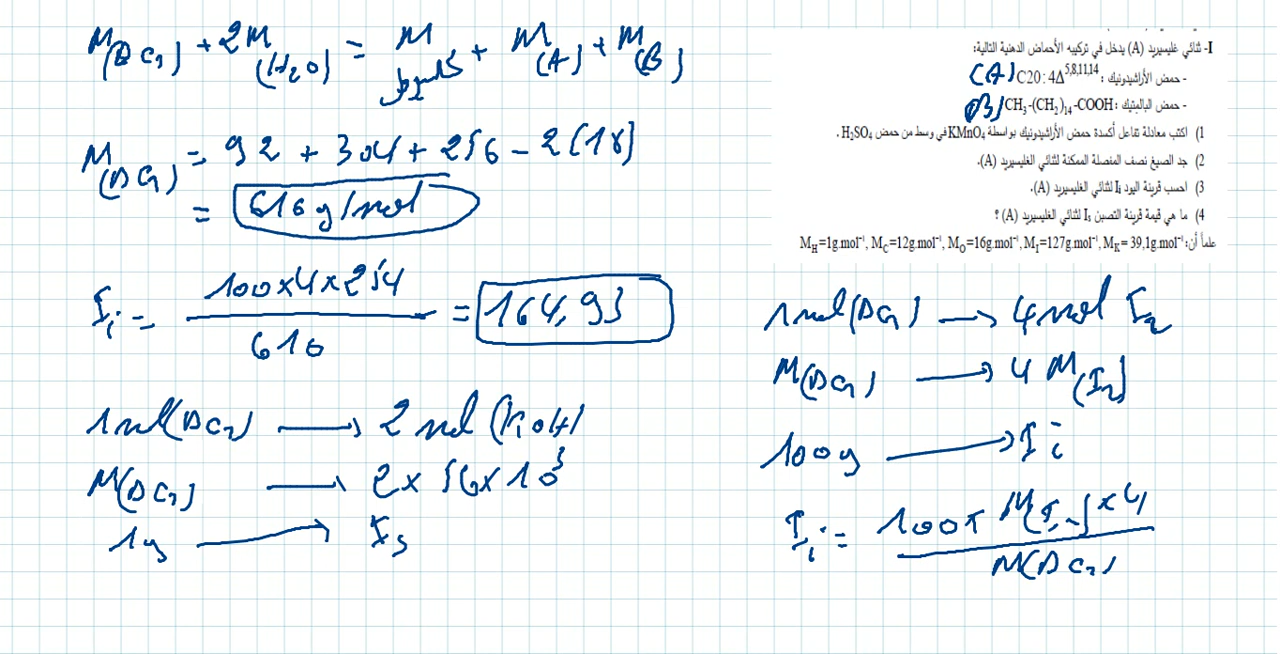 M(DG) + 2M(H2O) = M غليسرول + M(A) + M(B)
M(DG) = 92 + 304 + 256 - 2(18)
= 616 g/mol
Ii = 100x4x254 / 616 = 164,93
1mol(DG) → 2mol(KOH)
M(DG) → 2x56x10³
1g → Is
I- ثنائي غليسيريد (A) يدخل في تركيبه الأحماض الدهنية التالية:
- حمض الأراشيدونيك : C20:4Δ5,8,11,14 (A)
- حمض البالمتيك : CH3-(CH2)14-COOH (B)
1) اكتب معادلة تفاعل أكسدة حمض الأراشيدونيك بواسطة KMnO4 في وسط من حمض H2SO4 .
2) جد الصيغ نصف المفصلة الممكنة لثنائي الغليسيريد (A).
3) احسب قرينة اليود Ii لثنائي الغليسيريد (A).
4) ما هي قيمة قرينة التصبن Is لثنائي الغليسيريد (A) ؟
علماً أن: MH=1g.mol⁻¹, MC=12g.mol⁻¹, MO=16g.mol⁻¹, MI=127g.mol⁻¹, MK= 39,1g.mol⁻¹
1mol(DG) → 4mol I2
M(DG) → 4 M(I2)
100g → Ii
Ii = 100x M(I2) x4 / M(DG)